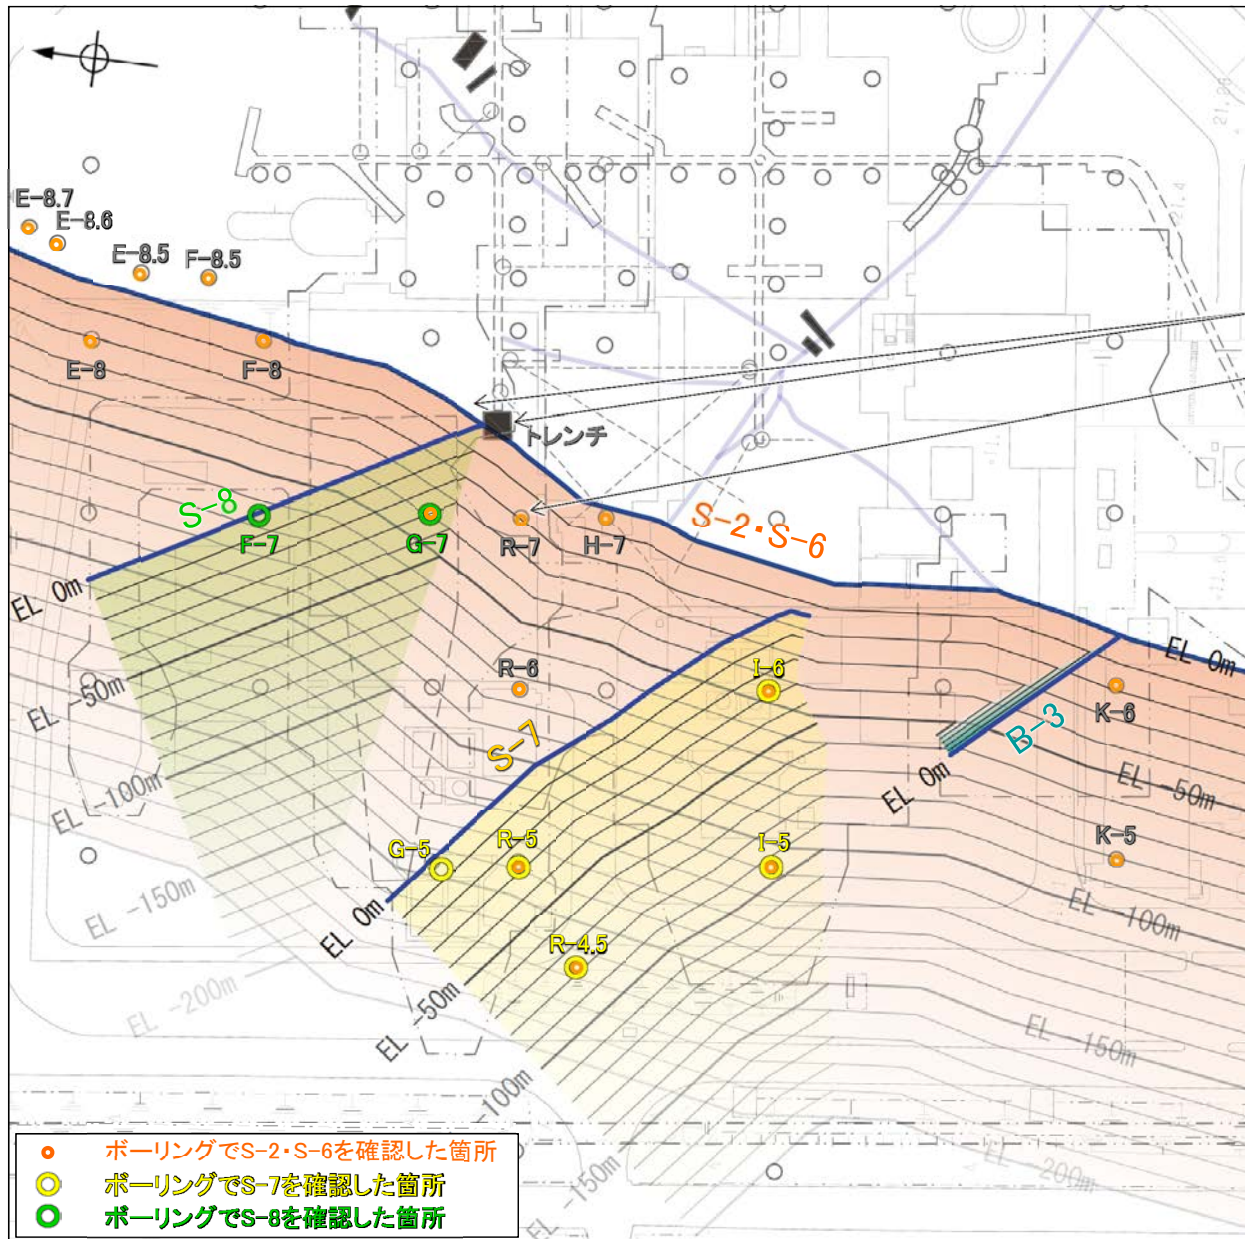 21.06
21.4
E-8.7
E-8.6
E-8.5
F-8.5
E-8
F-8
トレンチ
S-8
F-7
G-7
R-7
H-7
S-2・S-6
EL 0m
EL 0m
EL -50m
R-6
I-6
K-6
S-7
B-3
EL 0m
EL -50m
EL -100m
G-5
R-5
I-5
K-5
EL -150m
EL 0m
EL -100m
R-4.5
EL -200m
EL -50m
EL -150m
-100m
EL -200m
EL -150m
ボーリングでS-2・S-6を確認した箇所
ボーリングでS-7を確認した箇所
ボーリングでS-8を確認した箇所